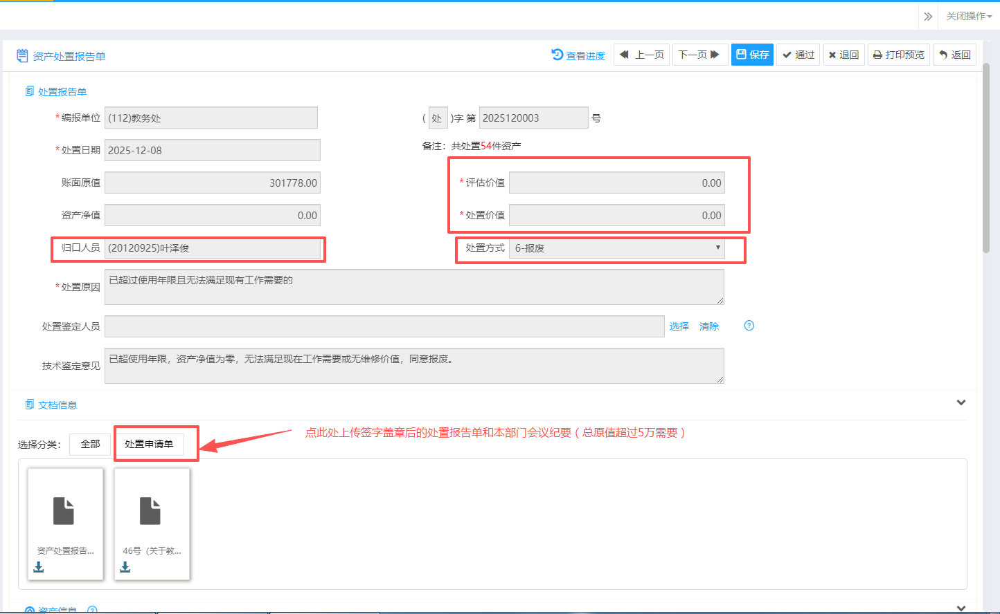 关闭操作
资产处置报告单
查看进度
上一页
下一页
保存
通过
退回
打印预览
返回
处置报告单
*编报单位 (112)教务处
(处)字 第 2025120003 号
*处置日期 2025-12-08
备注：共处置54件资产
账面原值 301778.00
*评估价值 0.00
资产净值 0.00
*处置价值 0.00
归口人员 (20120925)叶泽俊
处置方式 6-报废
*处置原因 已超过使用年限且无法满足现有工作需要的
处置鉴定人员 选择 清除
技术鉴定意见 已超使用年限，资产净值为零，无法满足现在工作需要或无维修价值，同意报废。
文档信息
点此处上传签字盖章后的处置报告单和本部门会议纪要（总原值超过5万需要）
选择分类： 全部 处置申请单
资产处置报告...
46号（关于教...
资产信息